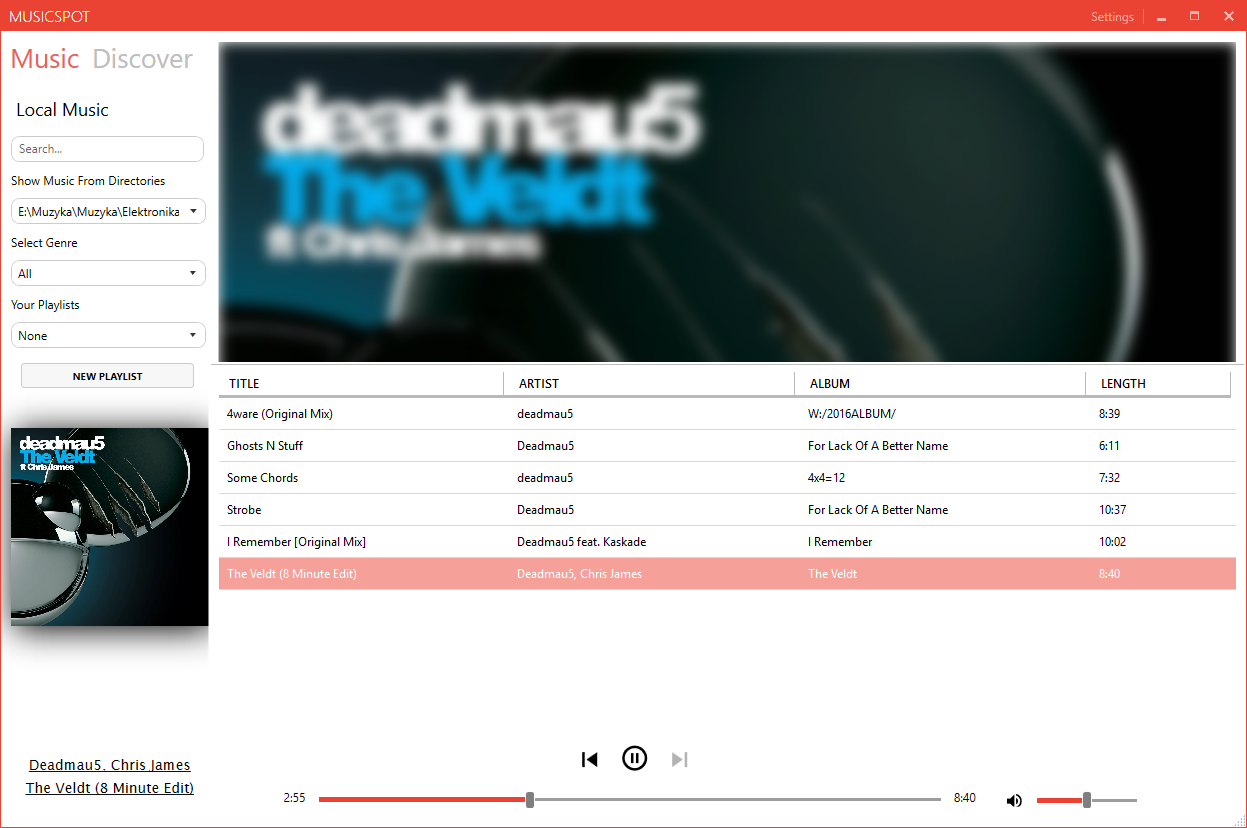 MUSICSPOT
Settings
Music Discover
Local Music
Search...
Show Music From Directories
E:\Muzyka\Muzyka\Elektronika
Select Genre
All
Your Playlists
None
NEW PLAYLIST
deadmau5
The Veldt
ft Chris James
Deadmau5, Chris James
The Veldt (8 Minute Edit)
deadmau5
The Veldt
ft Chris James
TITLE ARTIST ALBUM LENGTH
4ware (Original Mix) deadmau5 W:/2016ALBUM/ 8:39
Ghosts N Stuff Deadmau5 For Lack Of A Better Name 6:11
Some Chords deadmau5 4x4=12 7:32
Strobe Deadmau5 For Lack Of A Better Name 10:37
I Remember [Original Mix] Deadmau5 feat. Kaskade I Remember 10:02
The Veldt (8 Minute Edit) Deadmau5, Chris James The Veldt 8:40
2:55 8:40